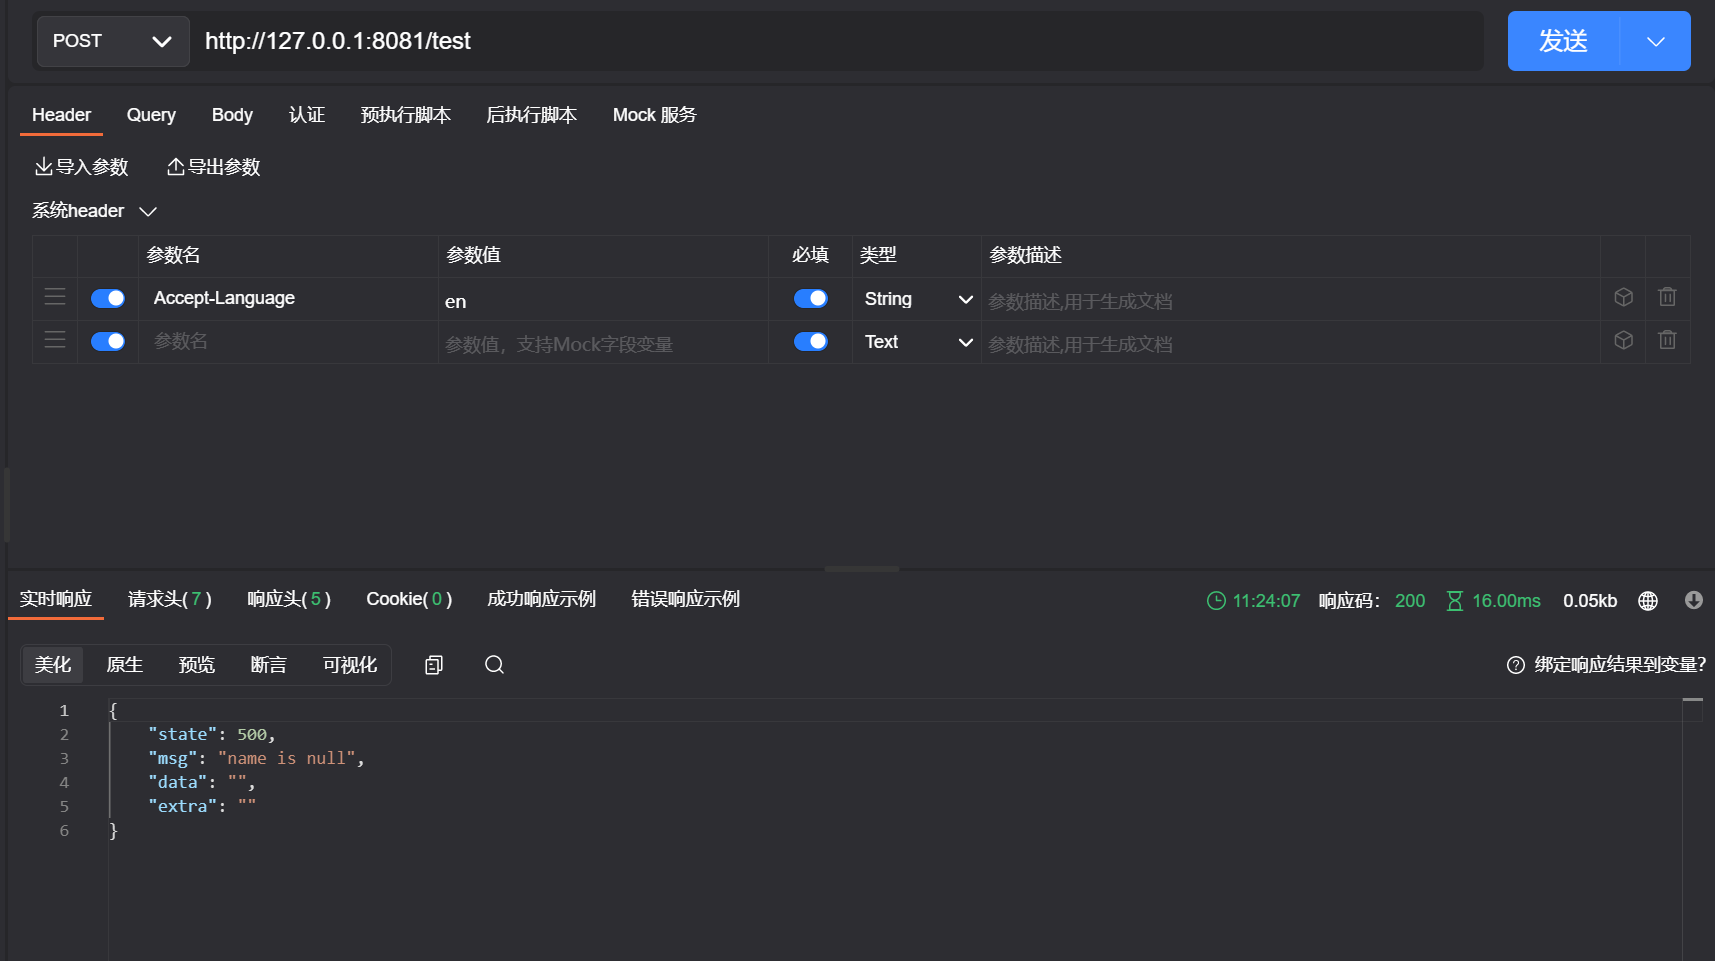 POST http://127.0.0.1:8081/test 发送
Header Query Body 认证 预执行脚本 后执行脚本 Mock 服务
导入参数 导出参数
系统header
参数名 参数值 必填 类型 参数描述
Accept-Language en String 参数描述,用于生成文档
参数名 参数值，支持Mock字段变量 Text 参数描述,用于生成文档
实时响应 请求头(7) 响应头(5) Cookie(0) 成功响应示例 错误响应示例 11:24:07 响应码： 200 16.00ms 0.05kb
美化 原生 预览 断言 可视化 绑定响应结果到变量?
1 {
2 "state": 500,
3 "msg": "name is null",
4 "data": "",
5 "extra": ""
6 }